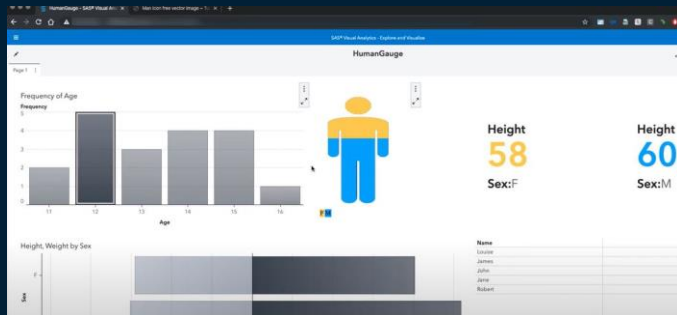 HumanGauge - SAS® Visual An
Man icon free vector image - 1
SAS® Visual Analytics - Explore and Visualize
HumanGauge
Page 1
Frequency of Age
Frequency
5
4
3
2
1
0
11 12 13 14 15 16
Age
F M
Height
58
Sex:F
Height
60
Sex:M
Height, Weight by Sex
F
Sex
Name
Louise
James
John
Jane
Robert